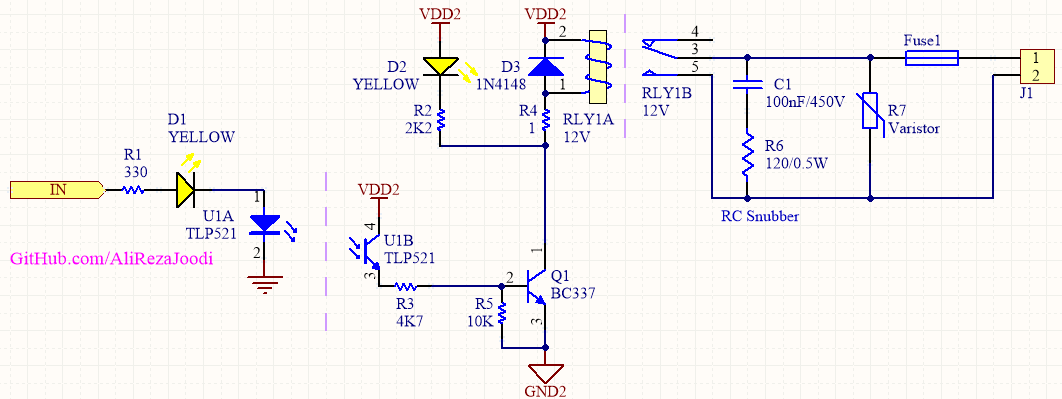 VDD2
VDD2
2
4
D2
YELLOW
D3
1N4148
3
Fuse1
1
2
J1
1
5
RLY1B
12V
C1
100nF/450V
R2
2K2
R4
1
RLY1A
12V
R7
Varistor
D1
YELLOW
R6
120/0.5W
R1
330
IN
1
VDD2
RC Snubber
U1A
TLP521
4
U1B
TLP521
2
GitHub.com/AliRezaJoodi
3
1
2
Q1
BC337
R3
4K7
R5
10K
3
GND2